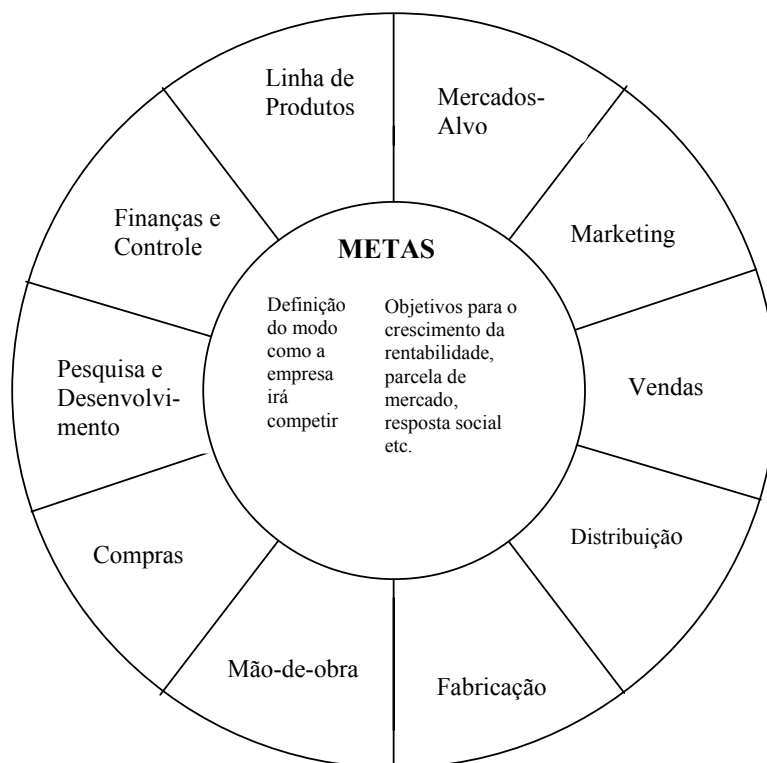 Linha de
Produtos
Mercados-
Alvo
Marketing
Vendas
Distribuição
Fabricação
Mão-de-obra
Compras
Pesquisa e
Desenvolvi-
mento
Finanças e
Controle
METAS
Definição
do modo
como a
empresa
irá
competir
Objetivos para o
crescimento da
rentabilidade,
parcela de
mercado,
resposta social
etc.